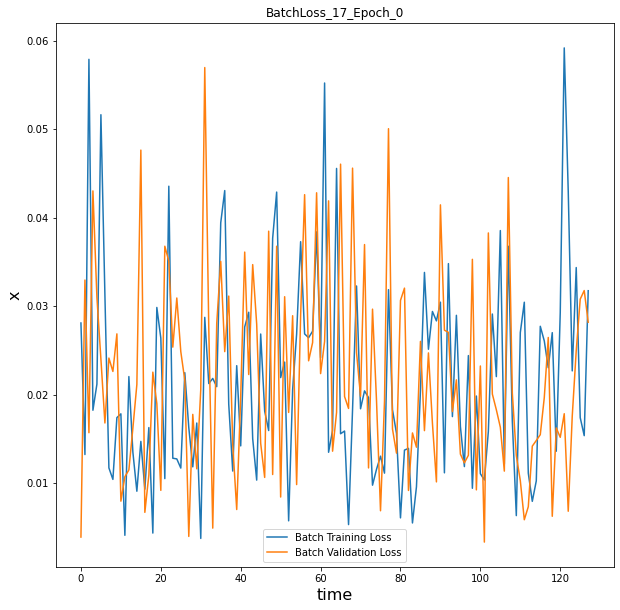 BatchLoss_17_Epoch_0
0.06
0.05
0.04
0.03
0.02
0.01
x
0 20 40 60 80 100 120
time
Batch Training Loss
Batch Validation Loss